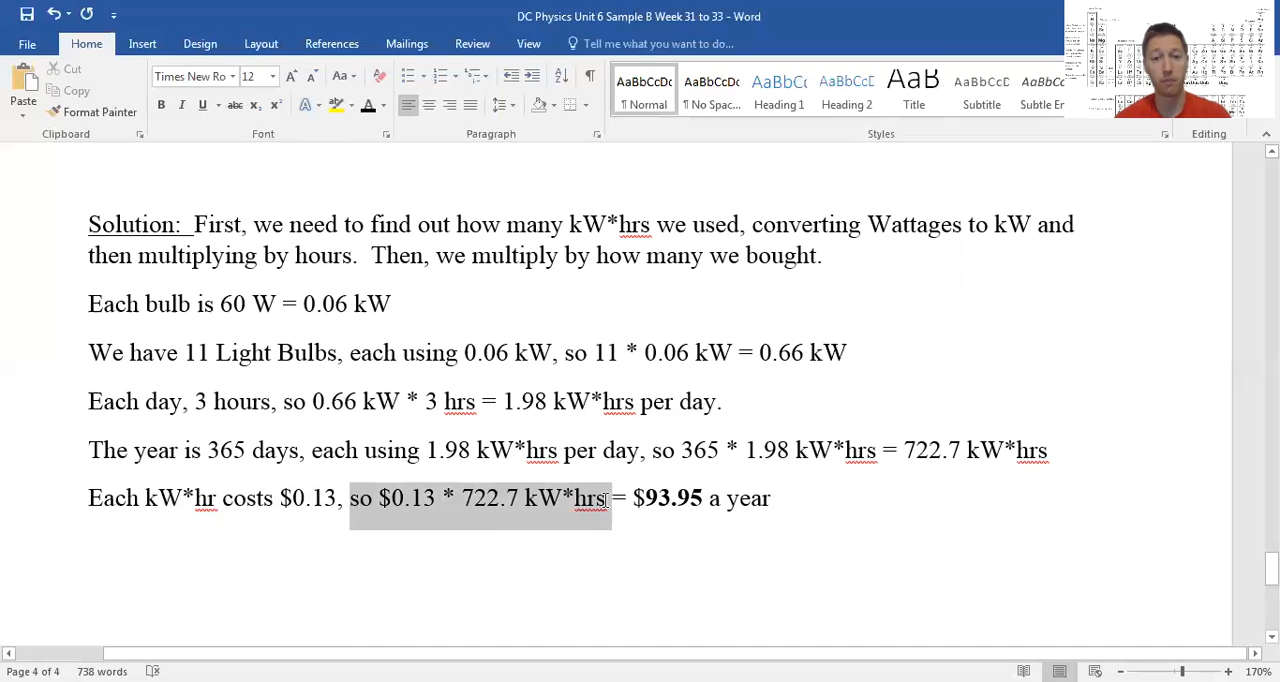 DC Physics Unit 6 Sample B Week 31 to 33 - Word
File Home Insert Design Layout References Mailings Review View Tell me what you want to do...
Paste Cut Copy Format Painter
Times New Ro 12 Aa
B I U abc x₂ x² A A
AaBbCcDc AaBbCcDc AaBbCc AaBbCcD AaB AaBbCcD AaBbCcDc
¶ Normal ¶ No Spac... Heading 1 Heading 2 Title Subtitle Subtle Em
Clipboard Font Paragraph Styles Editing
Solution: First, we need to find out how many kW*hrs we used, converting Wattages to kW and
then multiplying by hours. Then, we multiply by how many we bought.
Each bulb is 60 W = 0.06 kW
We have 11 Light Bulbs, each using 0.06 kW, so 11 * 0.06 kW = 0.66 kW
Each day, 3 hours, so 0.66 kW * 3 hrs = 1.98 kW*hrs per day.
The year is 365 days, each using 1.98 kW*hrs per day, so 365 * 1.98 kW*hrs = 722.7 kW*hrs
Each kW*hr costs $0.13, so $0.13 * 722.7 kW*hrs = $93.95 a year
Page 4 of 4 738 words 170%